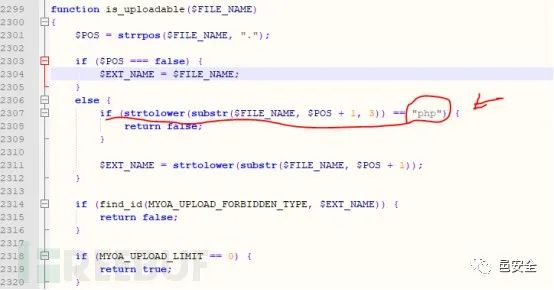 2299 function is_uploadable($FILE_NAME)
2300 {
2301 $POS = strrpos($FILE_NAME, ".");
2302
2303 if ($POS === false) {
2304 $EXT_NAME = $FILE_NAME;
2305 }
2306 else {
2307 if (strtolower(substr($FILE_NAME, $POS + 1, 3)) == "php") {
2308 return false;
2309 }
2310
2311 $EXT_NAME = strtolower(substr($FILE_NAME, $POS + 1));
2312 }
2313
2314 if (find_id(MYOA_UPLOAD_FORBIDDEN_TYPE, $EXT_NAME)) {
2315 return false;
2316 }
2317
2318 if (MYOA_UPLOAD_LIMIT == 0) {
2319 return true;
2320 }
REEBUF
邑安全